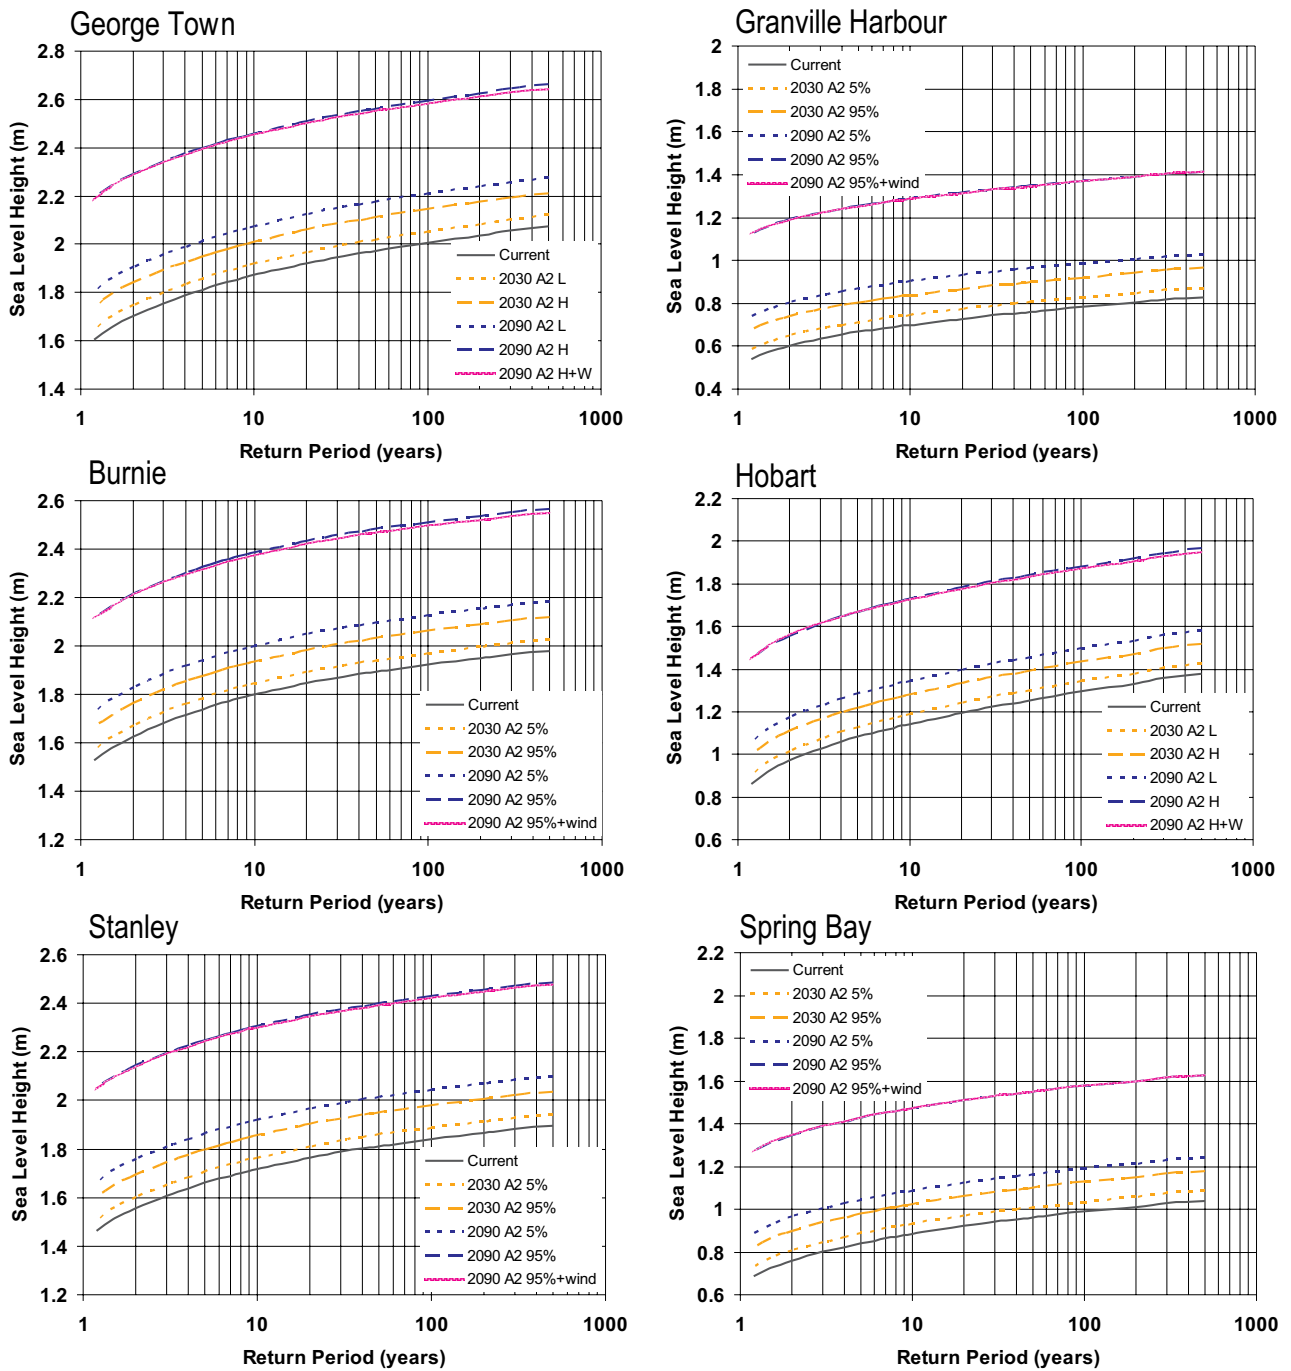 George Town
2.8
2.6
2.4
2.2
2
1.8
1.6
1.4
Sea Level Height (m)
Current
2030 A2 L
2030 A2 H
2090 A2 L
2090 A2 H
2090 A2 H+W
1 10 100 1000
Return Period (years)
Granville Harbour
2
1.8
1.6
1.4
1.2
1
0.8
0.6
0.4
Sea Level Height (m)
Current
2030 A2 5%
2030 A2 95%
2090 A2 5%
2090 A2 95%
2090 A2 95%+wind
1 10 100 1000
Return Period (years)
Burnie
2.6
2.4
2.2
2
1.8
1.6
1.4
1.2
Sea Level Height (m)
Current
2030 A2 5%
2030 A2 95%
2090 A2 5%
2090 A2 95%
2090 A2 95%+wind
1 10 100 1000
Return Period (years)
Hobart
2.2
2
1.8
1.6
1.4
1.2
1
0.8
0.6
Sea Level Height (m)
Current
2030 A2 L
2030 A2 H
2090 A2 L
2090 A2 H
2090 A2 H+W
1 10 100 1000
Return Period (years)
Stanley
2.6
2.4
2.2
2
1.8
1.6
1.4
1.2
Sea Level Height (m)
Current
2030 A2 5%
2030 A2 95%
2090 A2 5%
2090 A2 95%
2090 A2 95%+wind
1 10 100 1000
Return Period (years)
Spring Bay
2.2
2
1.8
1.6
1.4
1.2
1
0.8
0.6
Sea Level Height (m)
Current
2030 A2 5%
2030 A2 95%
2090 A2 5%
2090 A2 95%
2090 A2 95%+wind
1 10 100 1000
Return Period (years)